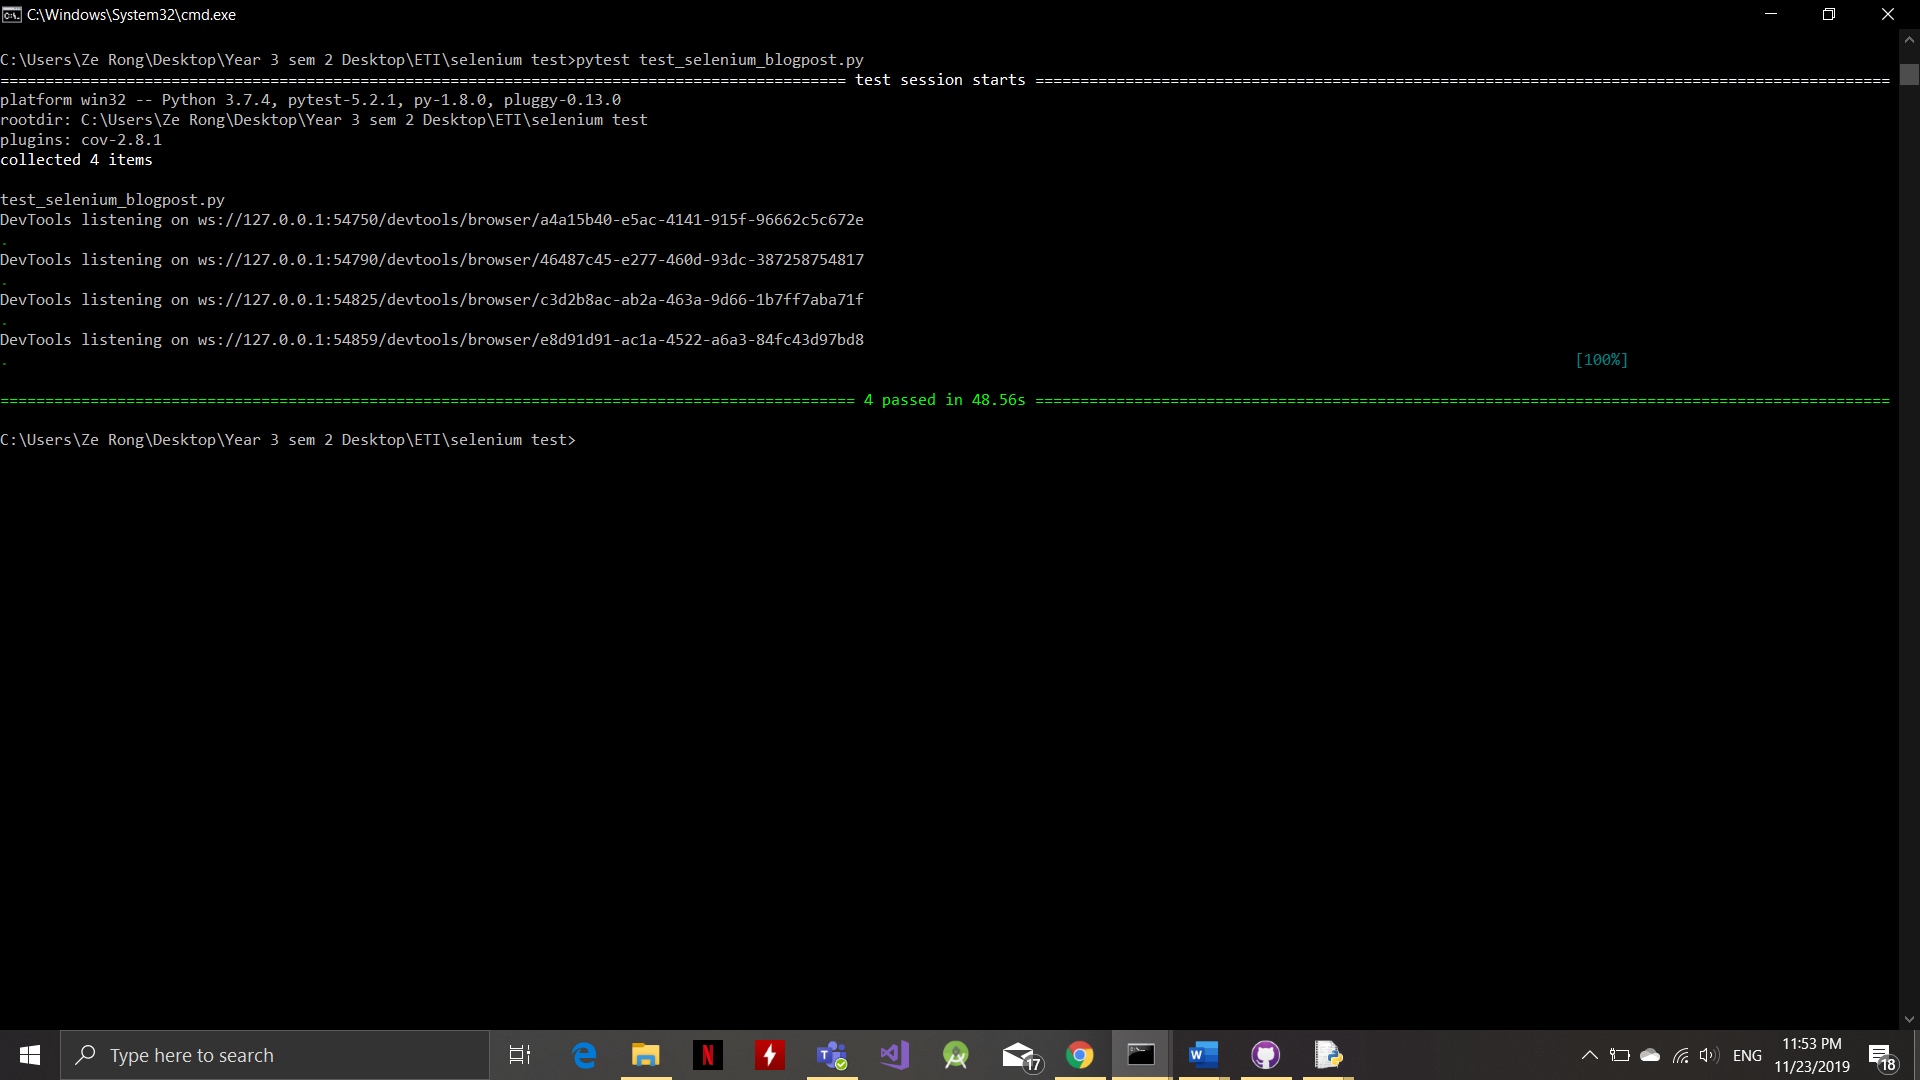 C:\Windows\System32\cmd.exe
C:\Users\Ze Rong\Desktop\Year 3 sem 2 Desktop\ETI\selenium test>pytest test_selenium_blogpost.py
============================================================================================== test session starts ===============================================================================================
platform win32 -- Python 3.7.4, pytest-5.2.1, py-1.8.0, pluggy-0.13.0
rootdir: C:\Users\Ze Rong\Desktop\Year 3 sem 2 Desktop\ETI\selenium test
plugins: cov-2.8.1
collected 4 items
test_selenium_blogpost.py
DevTools listening on ws://127.0.0.1:54750/devtools/browser/a4a15b40-e5ac-4141-915f-96662c5c672e
.
DevTools listening on ws://127.0.0.1:54790/devtools/browser/46487c45-e277-460d-93dc-387258754817
.
DevTools listening on ws://127.0.0.1:54825/devtools/browser/c3d2b8ac-ab2a-463a-9d66-1b7ff7aba71f
.
DevTools listening on ws://127.0.0.1:54859/devtools/browser/e8d91d91-ac1a-4522-a6a3-84fc43d97bd8
. [100%]
=============================================================================================== 4 passed in 48.56s ===============================================================================================
C:\Users\Ze Rong\Desktop\Year 3 sem 2 Desktop\ETI\selenium test>
Type here to search
17
ENG
11:53 PM
11/23/2019
18